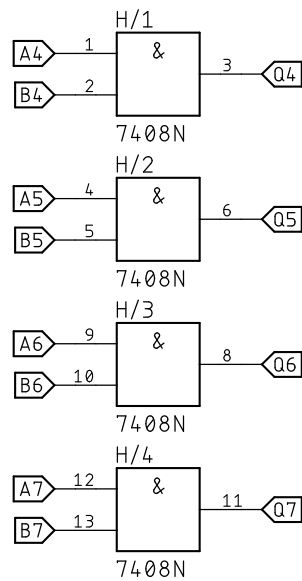 H/1
A4 1 & 3 Q4
B4 2
7408N
H/2
A5 4 & 6 Q5
B5 5
7408N
H/3
A6 9 & 8 Q6
B6 10
7408N
H/4
A7 12 & 11 Q7
B7 13
7408N